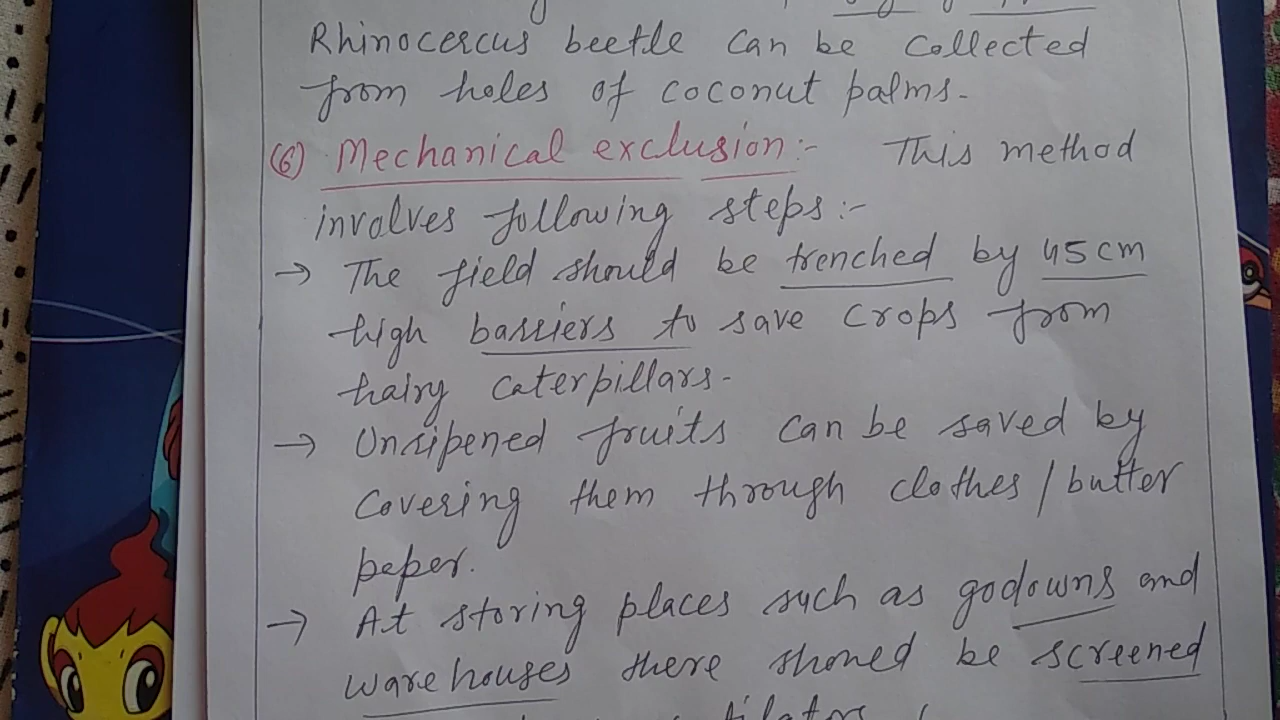 Rhinocercus beetle can be collected
from holes of coconut palms.
(6) Mechanical exclusion:- This method
involves following steps:-
→ The field should be trenched by 45 cm
high barriers to save crops from
hairy caterpillars.
→ Unripened fruits can be saved by
covering them through clothes/butter
peper.
→ At storing places such as godowns and
warehouses there shoued be screened